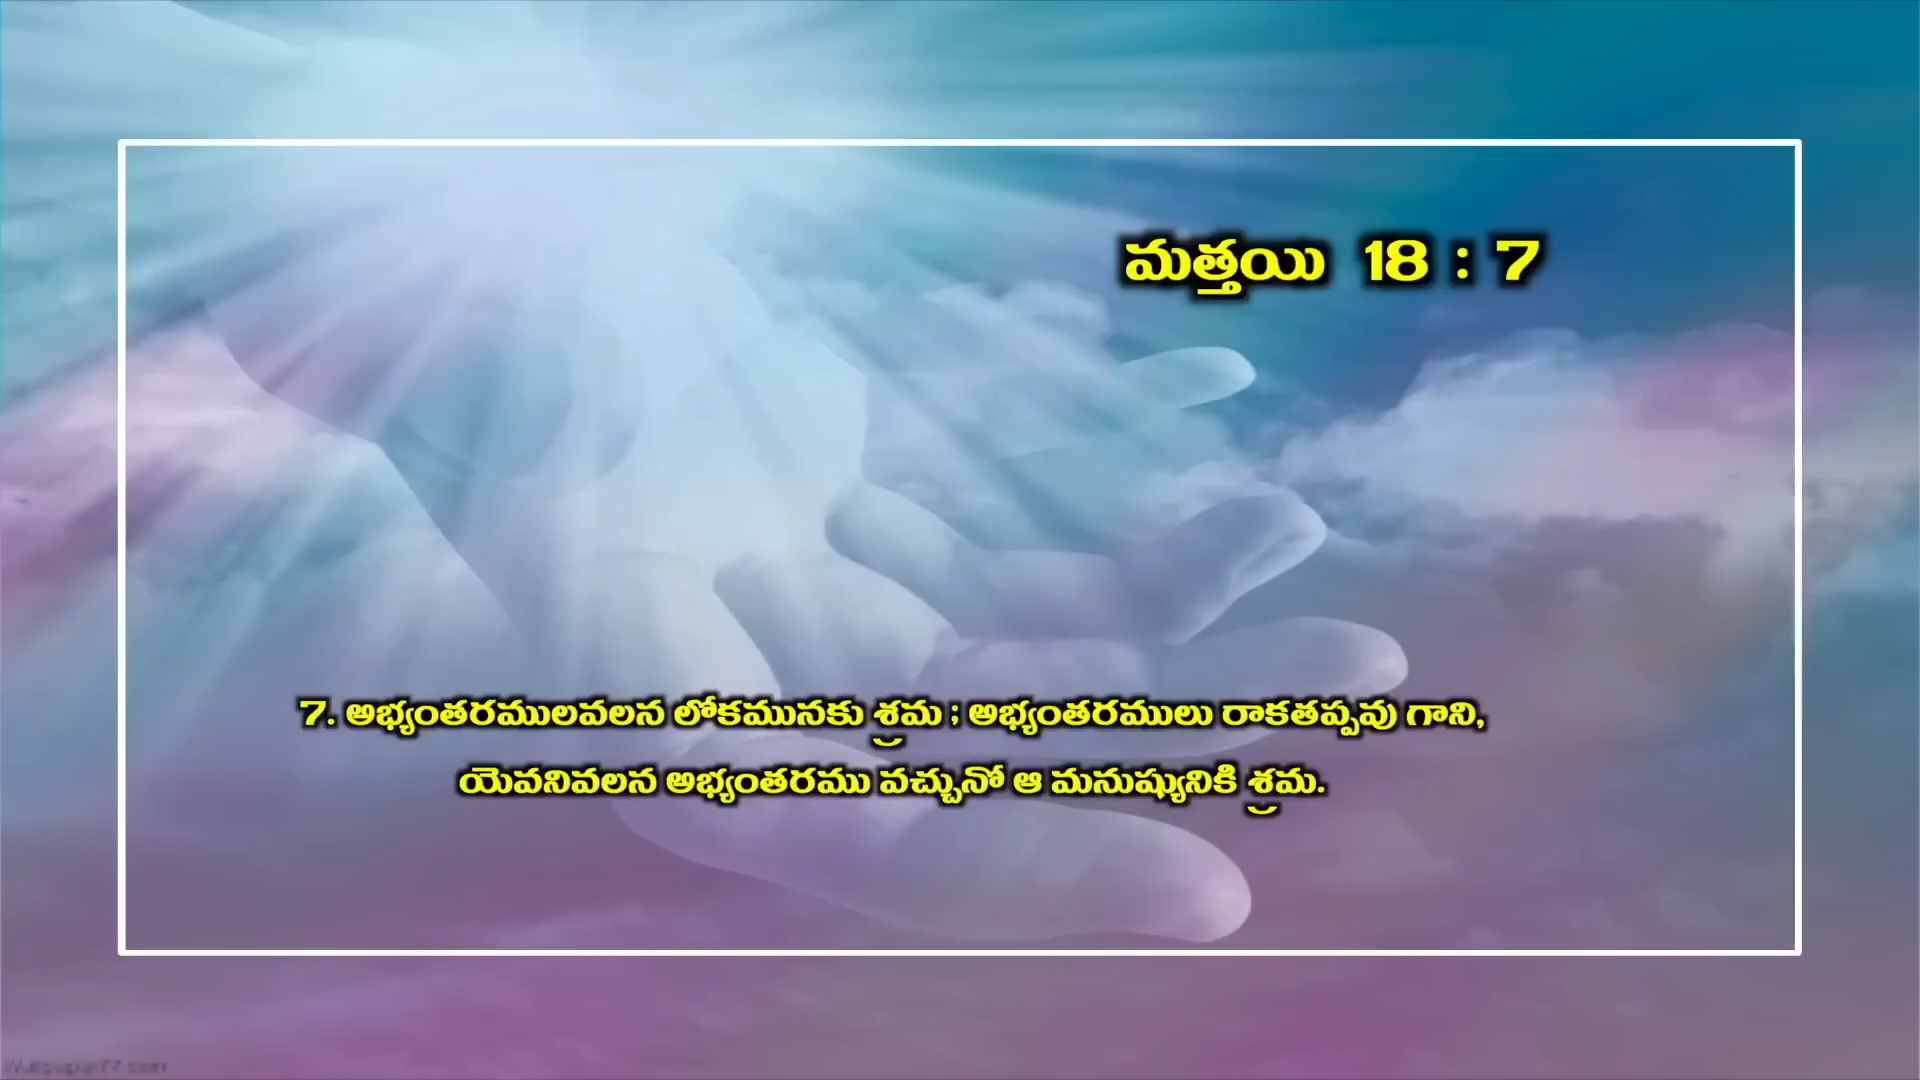 మత్తయి 18 : 7
7. అభ్యంతరములవలన లోకమునకు శ్రమ ; అభ్యంతరములు రాకతప్పవు గాని,
యెవనివలన అభ్యంతరము వచ్చునో ఆ మనుష్యునికి శ్రమ.